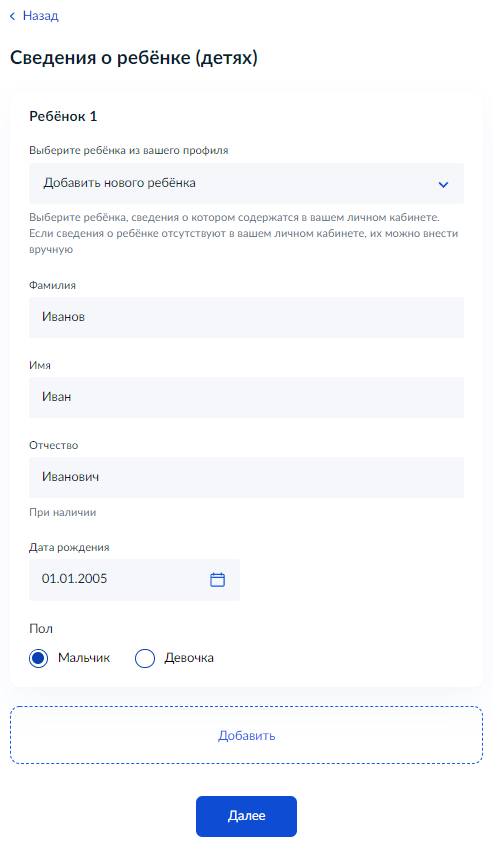 Назад
Сведения о ребёнке (детях)
Ребёнок 1
Выберите ребёнка из вашего профиля
Добавить нового ребёнка
Выберите ребёнка, сведения о котором содержатся в вашем личном кабинете.
Если сведения о ребёнке отсутствуют в вашем личном кабинете, их можно внести
вручную
Фамилия
Иванов
Имя
Иван
Отчество
Иванович
При наличии
Дата рождения
01.01.2005
Пол
Мальчик
Девочка
Добавить
Далее